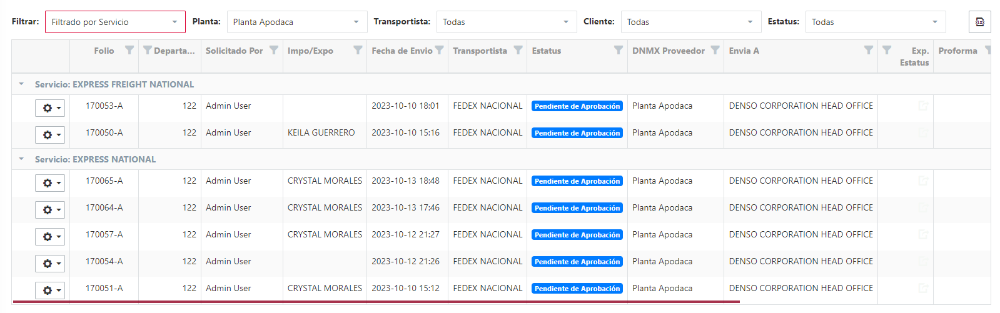 Filtrar: Filtrado por Servicio Planta: Planta Apodaca Transportista: Todas Cliente: Todas Estatus: Todas XLSX
Folio Departa... Solicitado Por Impo/Expo Fecha de Envio Transportista Estatus DNMX Proveedor Envia A Exp. Estatus Proforma
Servicio: EXPRESS FREIGHT NATIONAL
170053-A 122 Admin User 2023-10-10 18:01 FEDEX NACIONAL Pendiente de Aprobación Planta Apodaca DENSO CORPORATION HEAD OFFICE
170050-A 122 Admin User KEILA GUERRERO 2023-10-10 15:16 FEDEX NACIONAL Pendiente de Aprobación Planta Apodaca DENSO CORPORATION HEAD OFFICE
Servicio: EXPRESS NATIONAL
170065-A 122 Admin User CRYSTAL MORALES 2023-10-13 18:48 FEDEX NACIONAL Pendiente de Aprobación Planta Apodaca DENSO CORPORATION HEAD OFFICE
170064-A 122 Admin User CRYSTAL MORALES 2023-10-13 17:46 FEDEX NACIONAL Pendiente de Aprobación Planta Apodaca DENSO CORPORATION HEAD OFFICE
170057-A 122 Admin User CRYSTAL MORALES 2023-10-12 21:27 FEDEX NACIONAL Pendiente de Aprobación Planta Apodaca DENSO CORPORATION HEAD OFFICE
170054-A 122 Admin User 2023-10-12 21:26 FEDEX NACIONAL Pendiente de Aprobación Planta Apodaca DENSO CORPORATION HEAD OFFICE
170051-A 122 Admin User CRYSTAL MORALES 2023-10-10 15:12 FEDEX NACIONAL Pendiente de Aprobación Planta Apodaca DENSO CORPORATION HEAD OFFICE